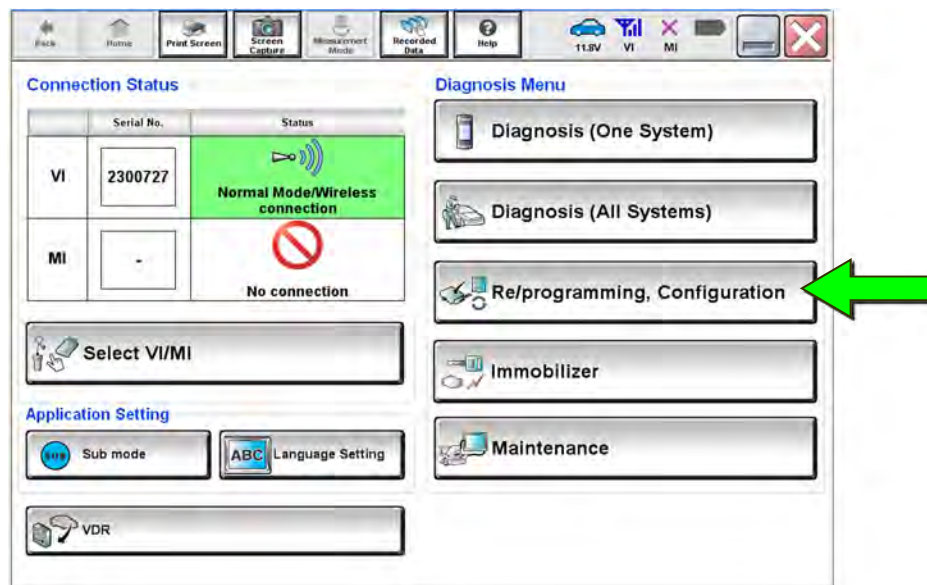 Back
Home
Print Screen
Screen
Capture
Measurement
Mode
Recorded
Data
Help
11.8V
VI
MI
Connection Status
Serial No.
Status
VI
2300727
Normal Mode/Wireless
connection
MI
-
No connection
Select VI/MI
Application Setting
Sub mode
ABC
Language Setting
VDR
Diagnosis Menu
Diagnosis (One System)
Diagnosis (All Systems)
Re/programming, Configuration
Immobilizer
Maintenance